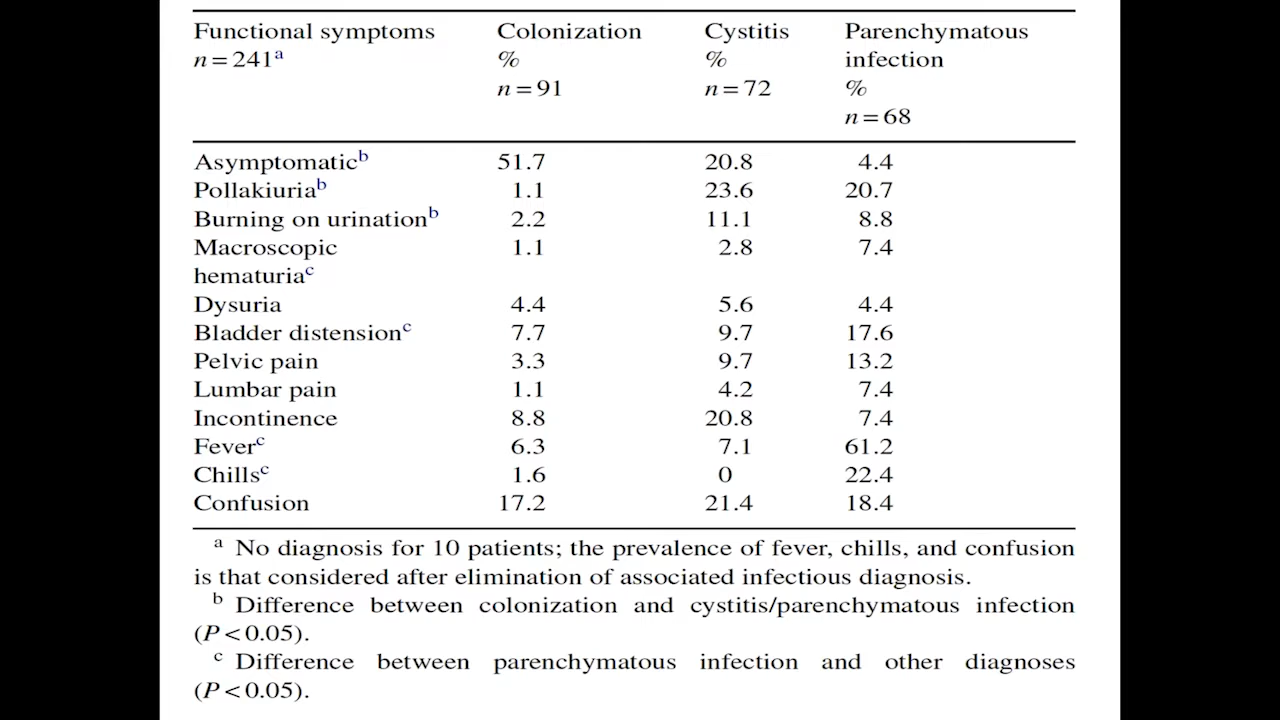 Functional symptoms Colonization Cystitis Parenchymatous
n = 241a % % infection
n = 91 n = 72 %
n = 68
Asymptomaticb 51.7 20.8 4.4
Pollakiuriab 1.1 23.6 20.7
Burning on urinationb 2.2 11.1 8.8
Macroscopic 1.1 2.8 7.4
hematuriac
Dysuria 4.4 5.6 4.4
Bladder distensionc 7.7 9.7 17.6
Pelvic pain 3.3 9.7 13.2
Lumbar pain 1.1 4.2 7.4
Incontinence 8.8 20.8 7.4
Feverc 6.3 7.1 61.2
Chillsc 1.6 0 22.4
Confusion 17.2 21.4 18.4
a No diagnosis for 10 patients; the prevalence of fever, chills, and confusion
is that considered after elimination of associated infectious diagnosis.
b Difference between colonization and cystitis/parenchymatous infection
(P < 0.05).
c Difference between parenchymatous infection and other diagnoses
(P < 0.05).